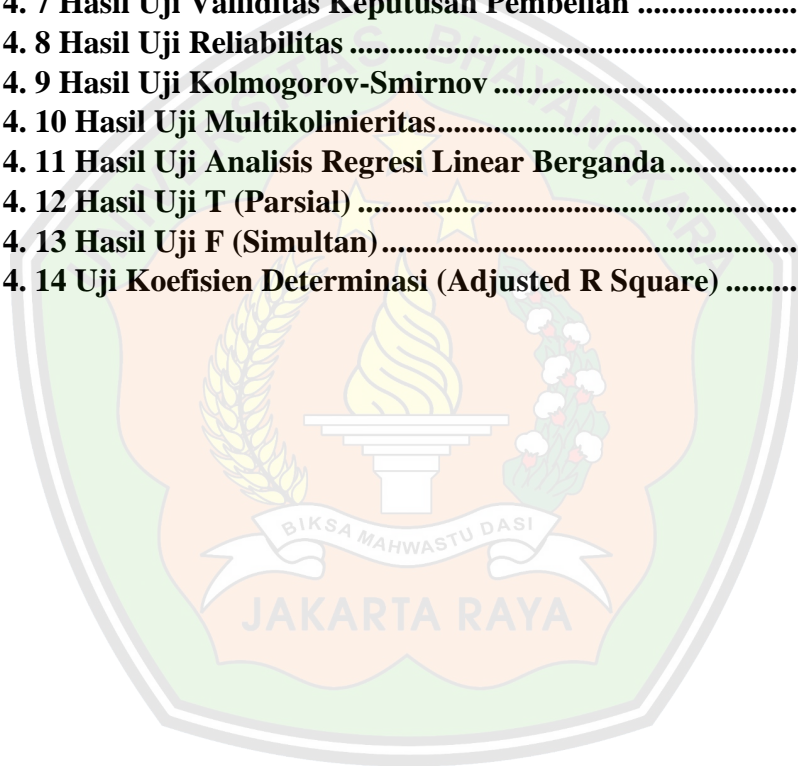 4. 7 Hasil Uji Validitas Keputusan Pembelian ........................
4. 8 Hasil Uji Reliabilitas ................................................................
4. 9 Hasil Uji Kolmogorov-Smirnov ...........................................
4. 10 Hasil Uji Multikolinieritas...................................................
4. 11 Hasil Uji Analisis Regresi Linear Berganda ..................
4. 12 Hasil Uji T (Parsial) ...............................................................
4. 13 Hasil Uji F (Simultan)............................................................
4. 14 Uji Koefisien Determinasi (Adjusted R Square) ..........
UNIVERSITAS BHAYANGKARA
BIKSA MAHWASTU DASI
JAKARTA RAYA